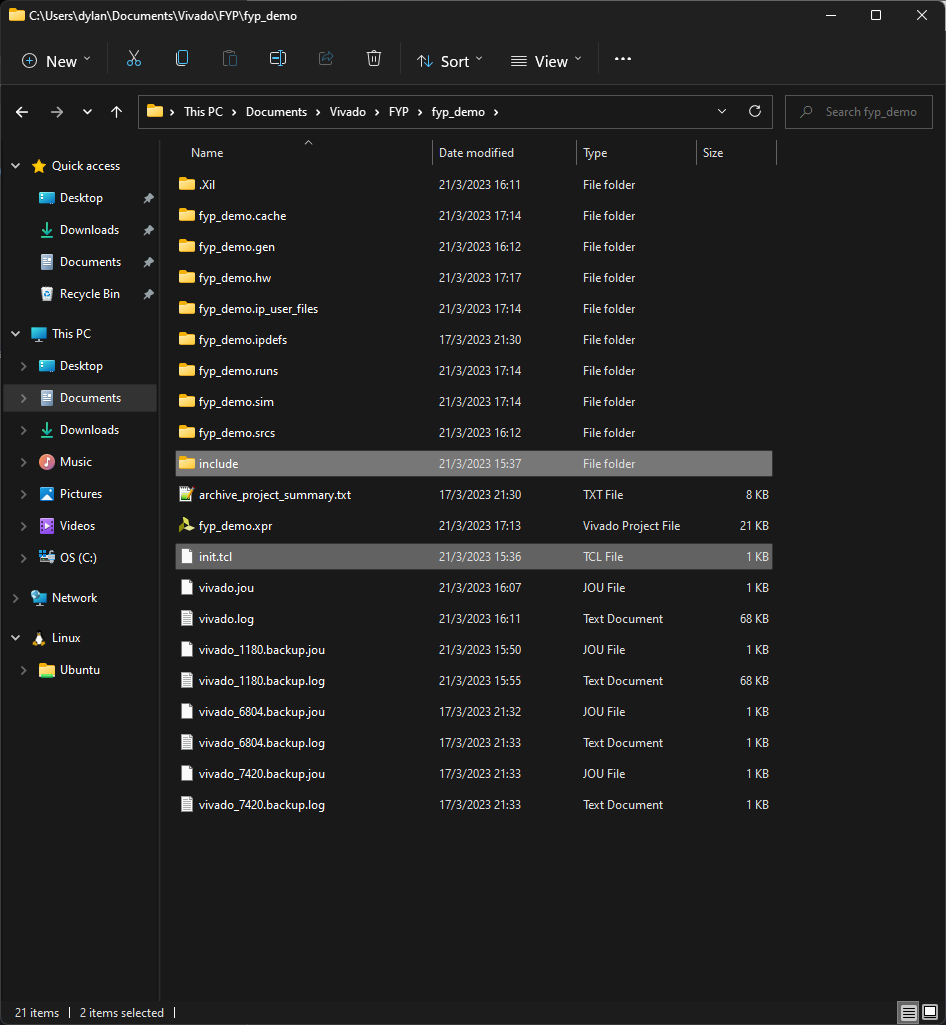 C:\Users\dylan\Documents\Vivado\FYP\fyp_demo
New Sort View
This PC Documents Vivado FYP fyp_demo Search fyp_demo
Quick access
Desktop
Downloads
Documents
Recycle Bin
This PC
Desktop
Documents
Downloads
Music
Pictures
Videos
OS (C:)
Network
Linux
Ubuntu
Name Date modified Type Size
.Xil 21/3/2023 16:11 File folder
fyp_demo.cache 21/3/2023 17:14 File folder
fyp_demo.gen 21/3/2023 16:12 File folder
fyp_demo.hw 21/3/2023 17:17 File folder
fyp_demo.ip_user_files 21/3/2023 17:14 File folder
fyp_demo.ipdefs 17/3/2023 21:30 File folder
fyp_demo.runs 21/3/2023 17:14 File folder
fyp_demo.sim 21/3/2023 17:14 File folder
fyp_demo.srcs 21/3/2023 16:12 File folder
include 21/3/2023 15:37 File folder
archive_project_summary.txt 17/3/2023 21:30 TXT File 8 KB
fyp_demo.xpr 21/3/2023 17:13 Vivado Project File 21 KB
init.tcl 21/3/2023 15:36 TCL File 1 KB
vivado.jou 21/3/2023 16:07 JOU File 1 KB
vivado.log 21/3/2023 16:11 Text Document 68 KB
vivado_1180.backup.jou 21/3/2023 15:50 JOU File 1 KB
vivado_1180.backup.log 21/3/2023 15:55 Text Document 68 KB
vivado_6804.backup.jou 17/3/2023 21:32 JOU File 1 KB
vivado_6804.backup.log 17/3/2023 21:33 Text Document 1 KB
vivado_7420.backup.jou 17/3/2023 21:33 JOU File 1 KB
vivado_7420.backup.log 17/3/2023 21:33 Text Document 1 KB
21 items 2 items selected